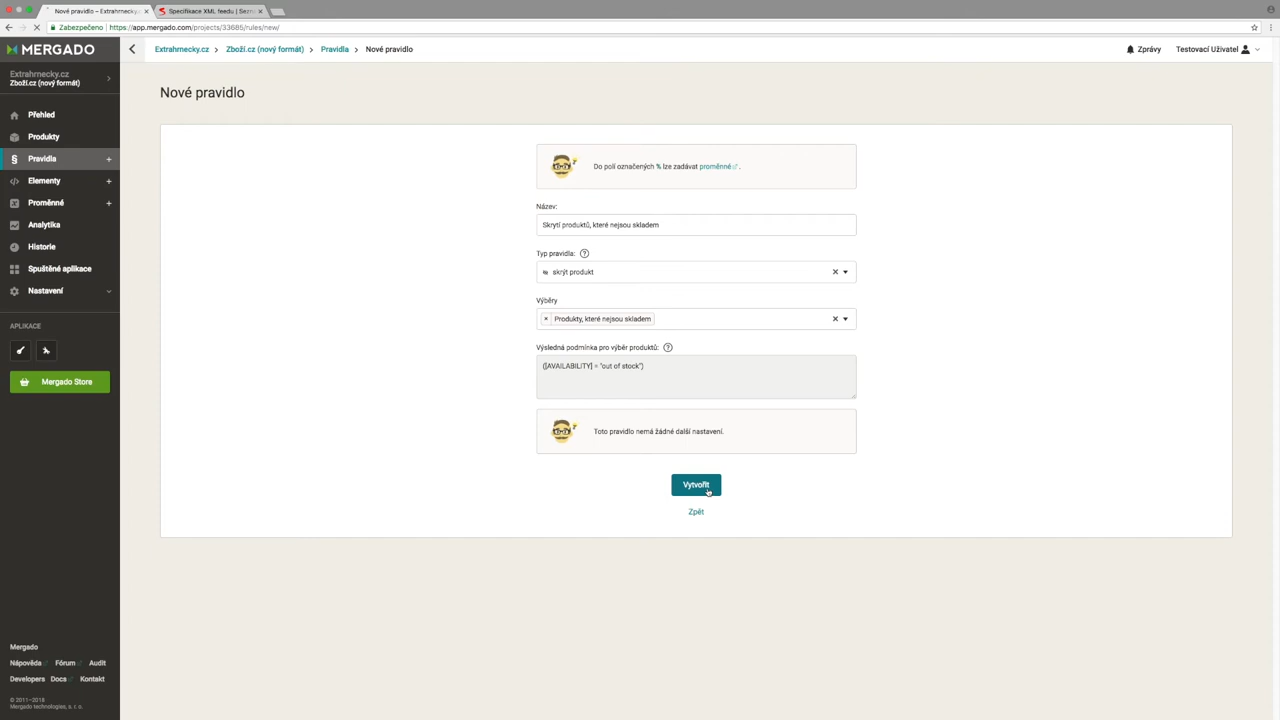 Nové pravidlo – Extrahrnecky.c
Specifikace XML feedu | Sezna
Zabezpečeno
https://app.mergado.com/projects/33685/rules/new/
MERGADO
Extrahrnecky.cz > Zboží.cz (nový formát) > Pravidla > Nové pravidlo
Zprávy
Testovací Uživatel
Extrahrnecky.cz
Zboží.cz (nový formát)
Přehled
Produkty
Pravidla +
Elementy +
Proměnné +
Analytika
Historie
Spuštěné aplikace
Nastavení
APLIKACE
Mergado Store
Mergado
Nápověda Fórum Audit
Developers Docs Kontakt
© 2011–2018
Mergado technologies, s. r. o.
Nové pravidlo
Do polí označených % lze zadávat proměnné .
Název:
Skrytí produktů, které nejsou skladem
Typ pravidla: ?
skrýt produkt
Výběry
× Produkty, které nejsou skladem
Výsledná podmínka pro výběr produktů: ?
([AVAILABILITY] = "out of stock")
Toto pravidlo nemá žádné další nastavení.
Vytvořit
Zpět